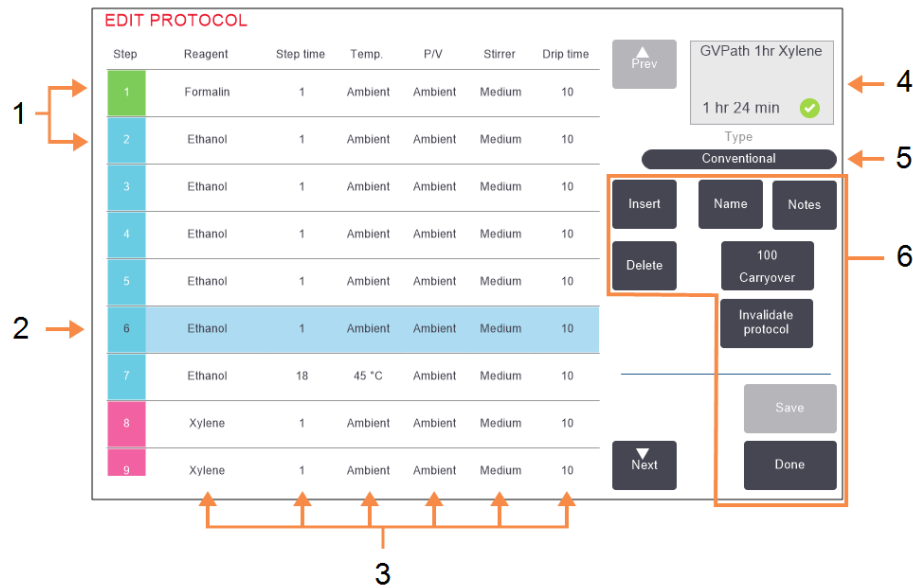 EDIT PROTOCOL
Step Reagent Step time Temp. P/V Stirrer Drip time
1 Formalin 1 Ambient Ambient Medium 10
2 Ethanol 1 Ambient Ambient Medium 10
3 Ethanol 1 Ambient Ambient Medium 10
4 Ethanol 1 Ambient Ambient Medium 10
5 Ethanol 1 Ambient Ambient Medium 10
6 Ethanol 1 Ambient Ambient Medium 10
7 Ethanol 18 45 °C Ambient Medium 10
8 Xylene 1 Ambient Ambient Medium 10
9 Xylene 1 Ambient Ambient Medium 10
Prev
GVPath 1hr Xylene
1 hr 24 min
Type
Conventional
Insert
Name
Notes
Delete
100
Carryover
Invalidate
protocol
Save
Next
Done
1
2
3
4
5
6